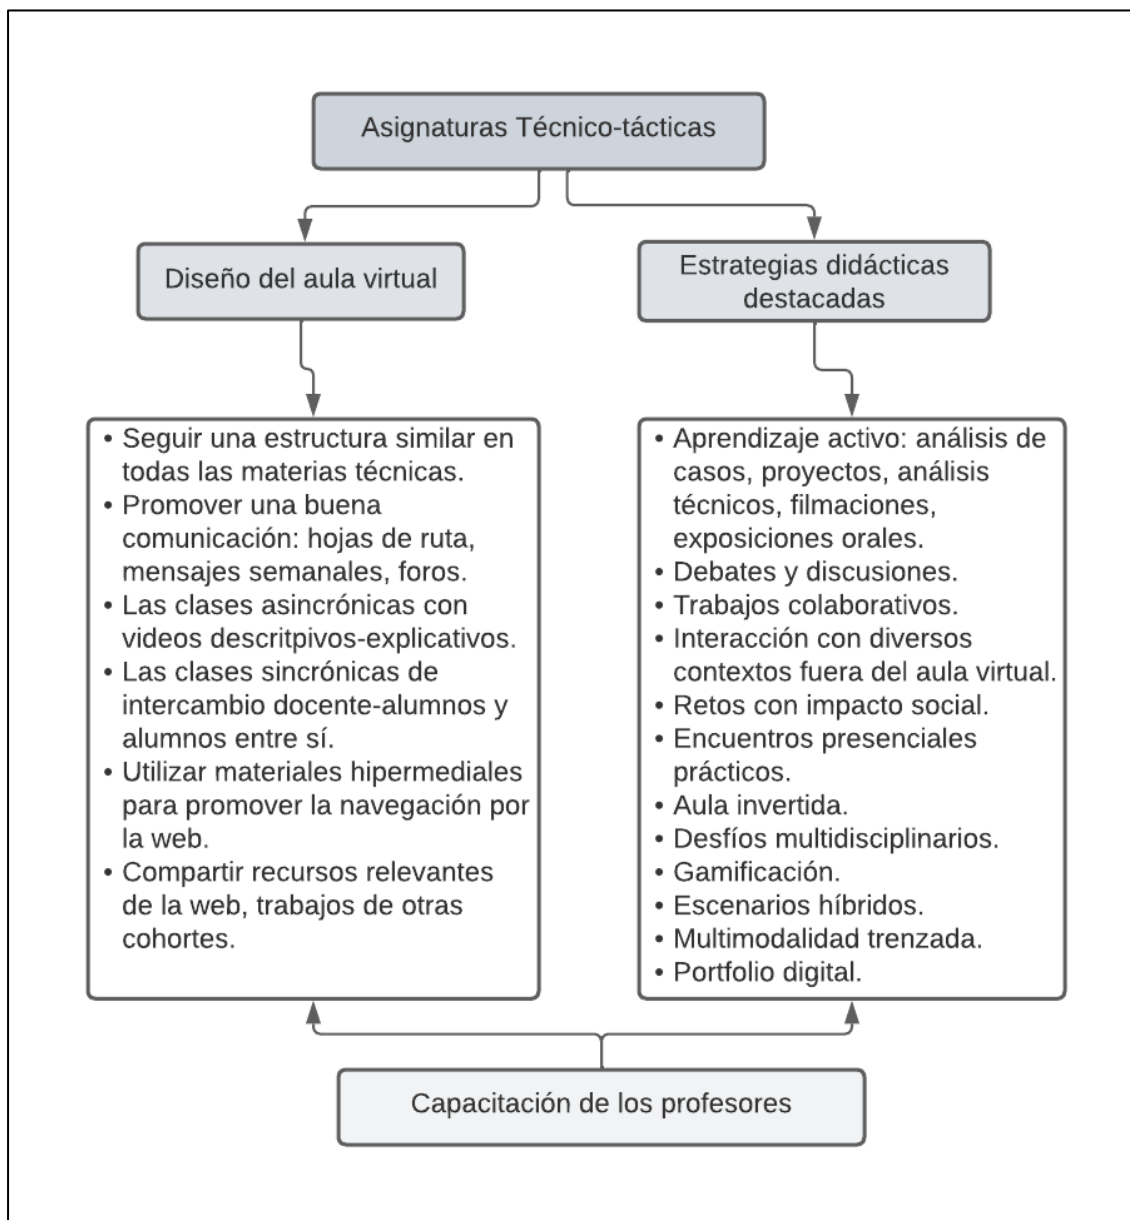 Asignaturas Técnico-tácticas
Diseño del aula virtual
Estrategias didácticas
destacadas
• Seguir una estructura similar en
todas las materias técnicas.
• Promover una buena
comunicación: hojas de ruta,
mensajes semanales, foros.
• Las clases asincrónicas con
videos descritpivos-explicativos.
• Las clases sincrónicas de
intercambio docente-alumnos y
alumnos entre sí.
• Utilizar materiales hipermediales
para promover la navegación por
la web.
• Compartir recursos relevantes
de la web, trabajos de otras
cohortes.
• Aprendizaje activo: análisis de
casos, proyectos, análisis
técnicos, filmaciones,
exposiciones orales.
• Debates y discusiones.
• Trabajos colaborativos.
• Interacción con diversos
contextos fuera del aula virtual.
• Retos con impacto social.
• Encuentros presenciales
prácticos.
• Aula invertida.
• Desfíos multidisciplinarios.
• Gamificación.
• Escenarios híbridos.
• Multimodalidad trenzada.
• Portfolio digital.
Capacitación de los profesores